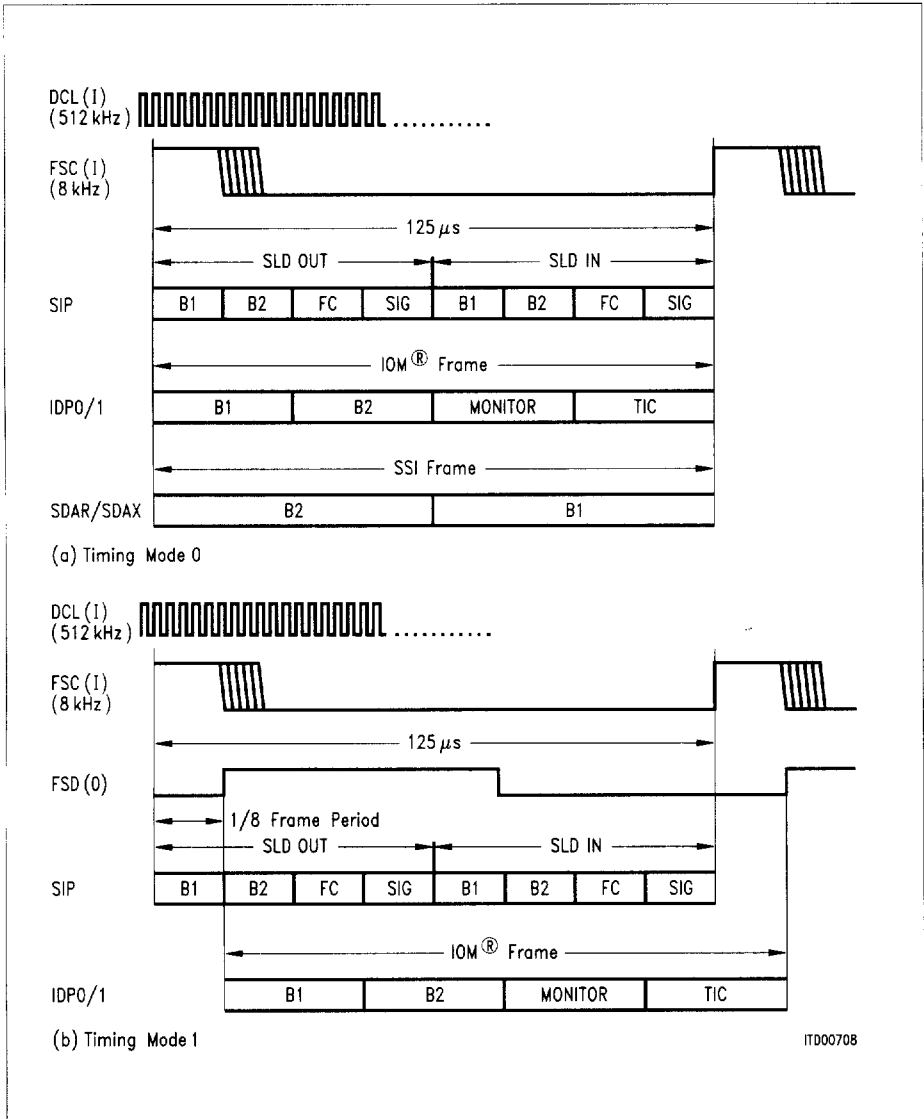 DCL (I)
(512 kHz)
FSC (I)
(8 kHz)
125 μs
SLD OUT SLD IN
SIP B1 B2 FC SIG B1 B2 FC SIG
IOM® Frame
IDP0/1 B1 B2 MONITOR TIC
SSI Frame
SDAR/SDAX B2 B1
(a) Timing Mode 0
DCL (I)
(512 kHz)
FSC (I)
(8 kHz)
125 μs
FSD (O)
1/8 Frame Period
SLD OUT SLD IN
SIP B1 B2 FC SIG B1 B2 FC SIG
IOM® Frame
IDP0/1 B1 B2 MONITOR TIC
(b) Timing Mode 1
ITD00708